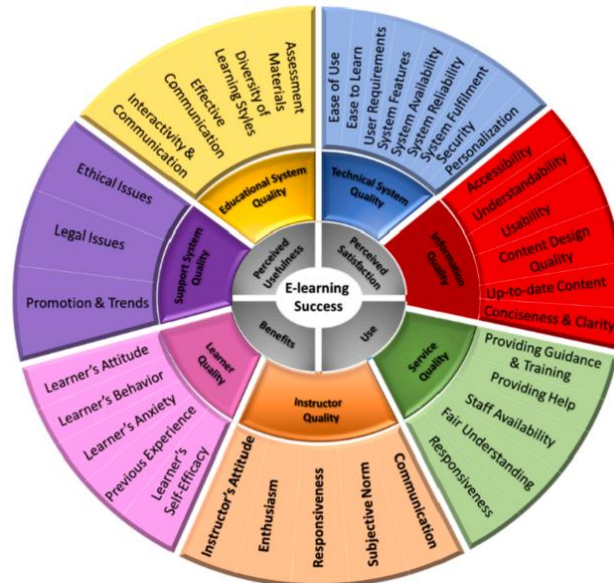 E-learning
Success
Perceived
Usefulness
Perceived
Satisfaction
Use
Benefits
Educational System
Quality
Interactivity &
Communication
Effective
Communication
Diversity of
Learning Styles
Assessment
Materials
Technical System
Quality
Ease of Use
Ease to Learn
User Requirements
System Features
System Availability
System Reliability
System Fulfilment
Security
Personalization
Information
Quality
Accessibility
Understandability
Usability
Content Design
Quality
Up-to-date Content
Conciseness & Clarity
Service
Quality
Providing Guidance
& Training
Providing Help
Staff Availability
Fair Understanding
Responsiveness
Instructor
Quality
Instructor's Attitude
Enthusiasm
Responsiveness
Subjective Norm
Communication
Learner
Quality
Learner's Attitude
Learner's Behavior
Learner's Anxiety
Previous Experience
Learner's
Self-Efficacy
Support System
Quality
Ethical Issues
Legal Issues
Promotion & Trends